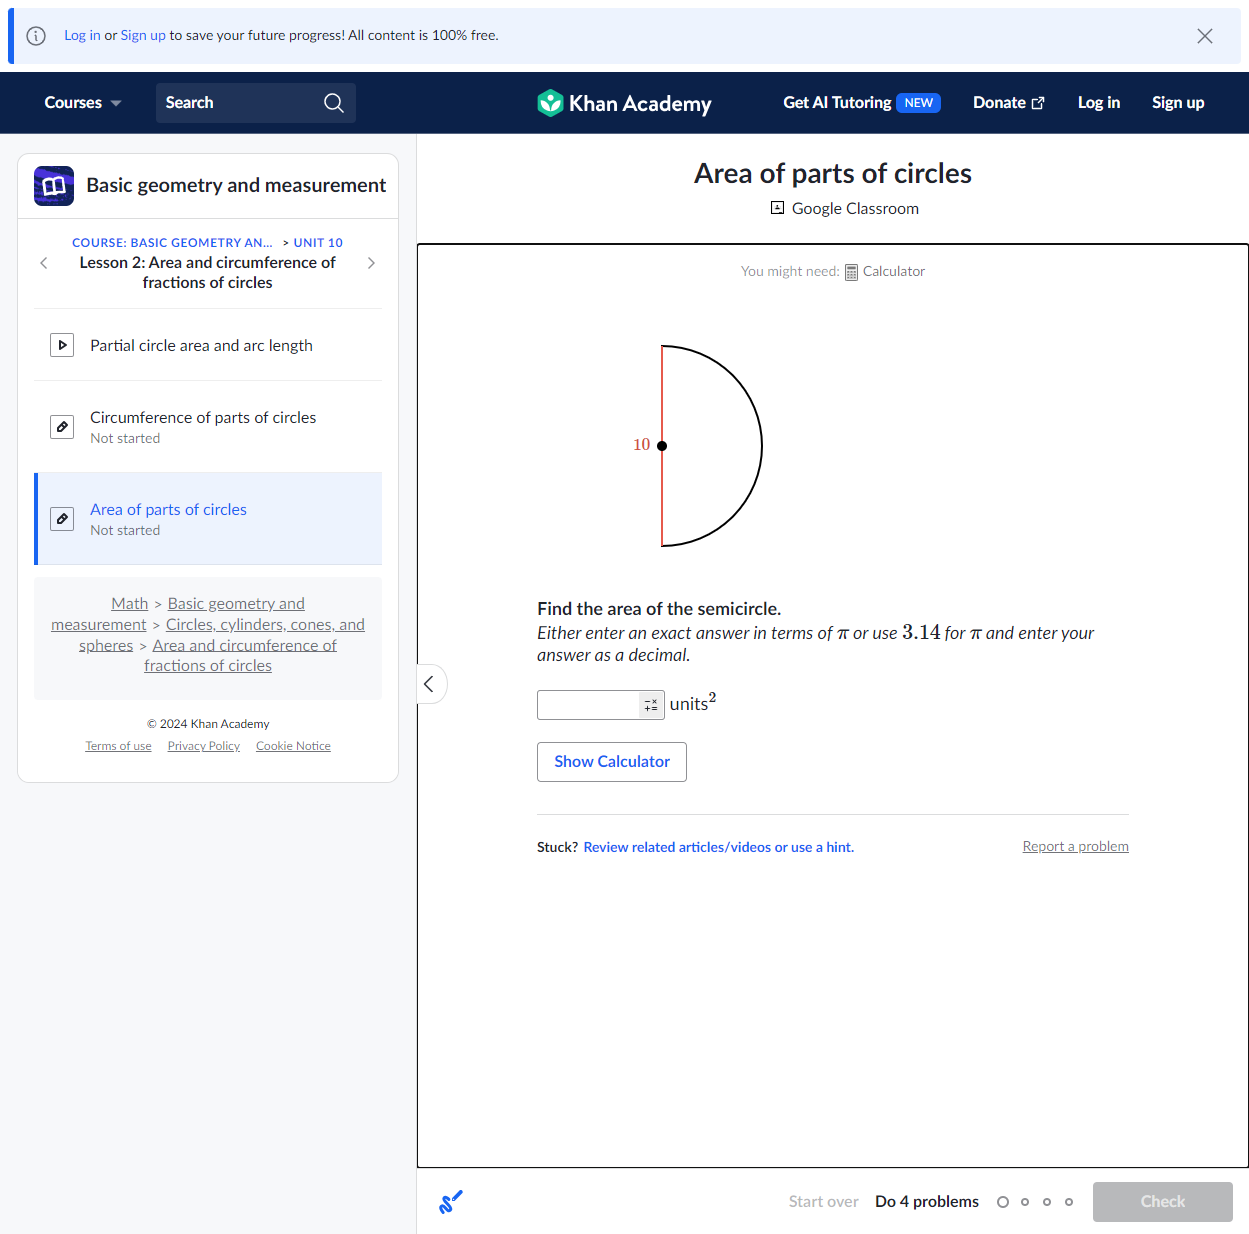 Log in or Sign up to save your future progress! All content is 100% free.
Courses
Search
Khan Academy
Get AI Tutoring NEW
Donate
Log in
Sign up
Basic geometry and measurement
COURSE: BASIC GEOMETRY AN... > UNIT 10
Lesson 2: Area and circumference of
fractions of circles
Partial circle area and arc length
Circumference of parts of circles
Not started
Area of parts of circles
Not started
Math > Basic geometry and
measurement > Circles, cylinders, cones, and
spheres > Area and circumference of
fractions of circles
© 2024 Khan Academy
Terms of use Privacy Policy Cookie Notice
Area of parts of circles
Google Classroom
You might need: Calculator
10
Find the area of the semicircle.
Either enter an exact answer in terms of π or use 3.14 for π and enter your
answer as a decimal.
units²
Show Calculator
Stuck? Review related articles/videos or use a hint.
Report a problem
Start over
Do 4 problems
Check